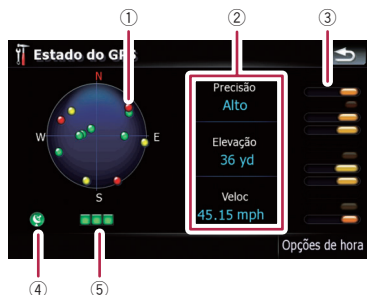 ① ② ③
Estado do GPS
N
W E
S
Precisão
Alto
Elevação
36 yd
Veloc
45.15 mph
Opções de hora
④ ⑤